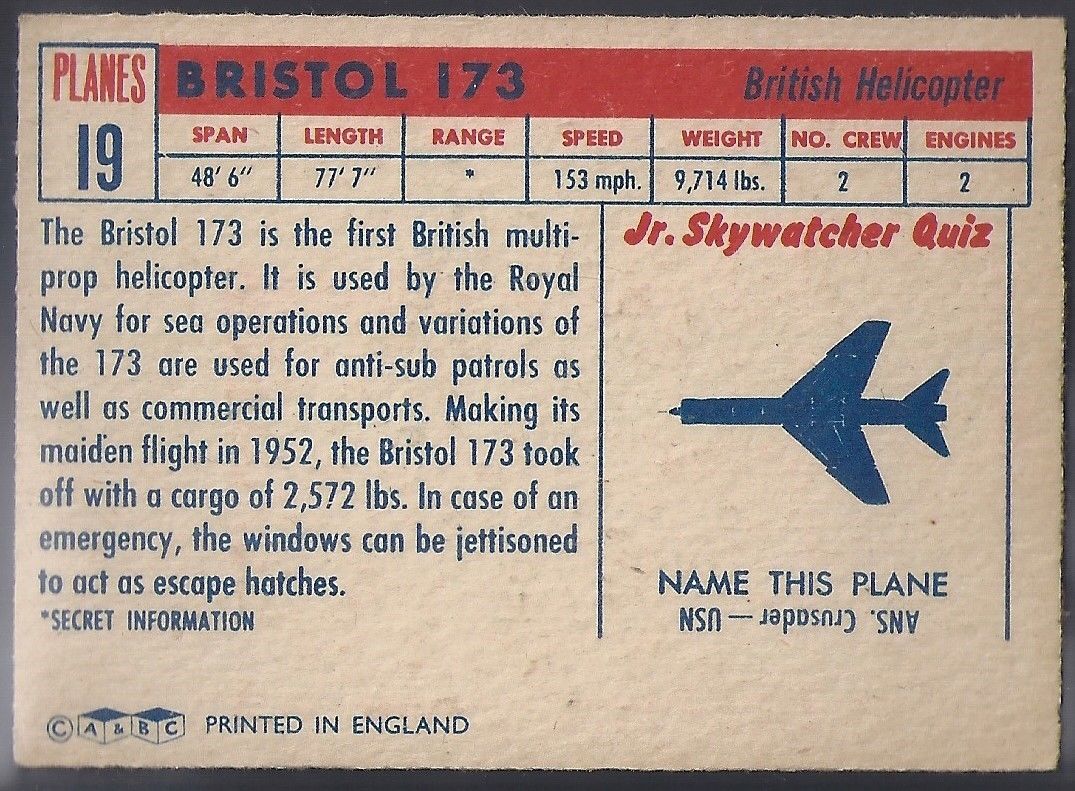 PLANES
19
BRISTOL 173
British Helicopter
SPAN LENGTH RANGE SPEED WEIGHT NO. CREW ENGINES
48' 6" 77' 7" * 153 mph. 9,714 lbs. 2 2
The Bristol 173 is the first British multi-
prop helicopter. It is used by the Royal
Navy for sea operations and variations of
the 173 are used for anti-sub patrols as
well as commercial transports. Making its
maiden flight in 1952, the Bristol 173 took
off with a cargo of 2,572 lbs. In case of an
emergency, the windows can be jettisoned
to act as escape hatches.
*SECRET INFORMATION
Jr. Skywatcher Quiz
NAME THIS PLANE
ANS. Crusader — USN
© A & B C PRINTED IN ENGLAND